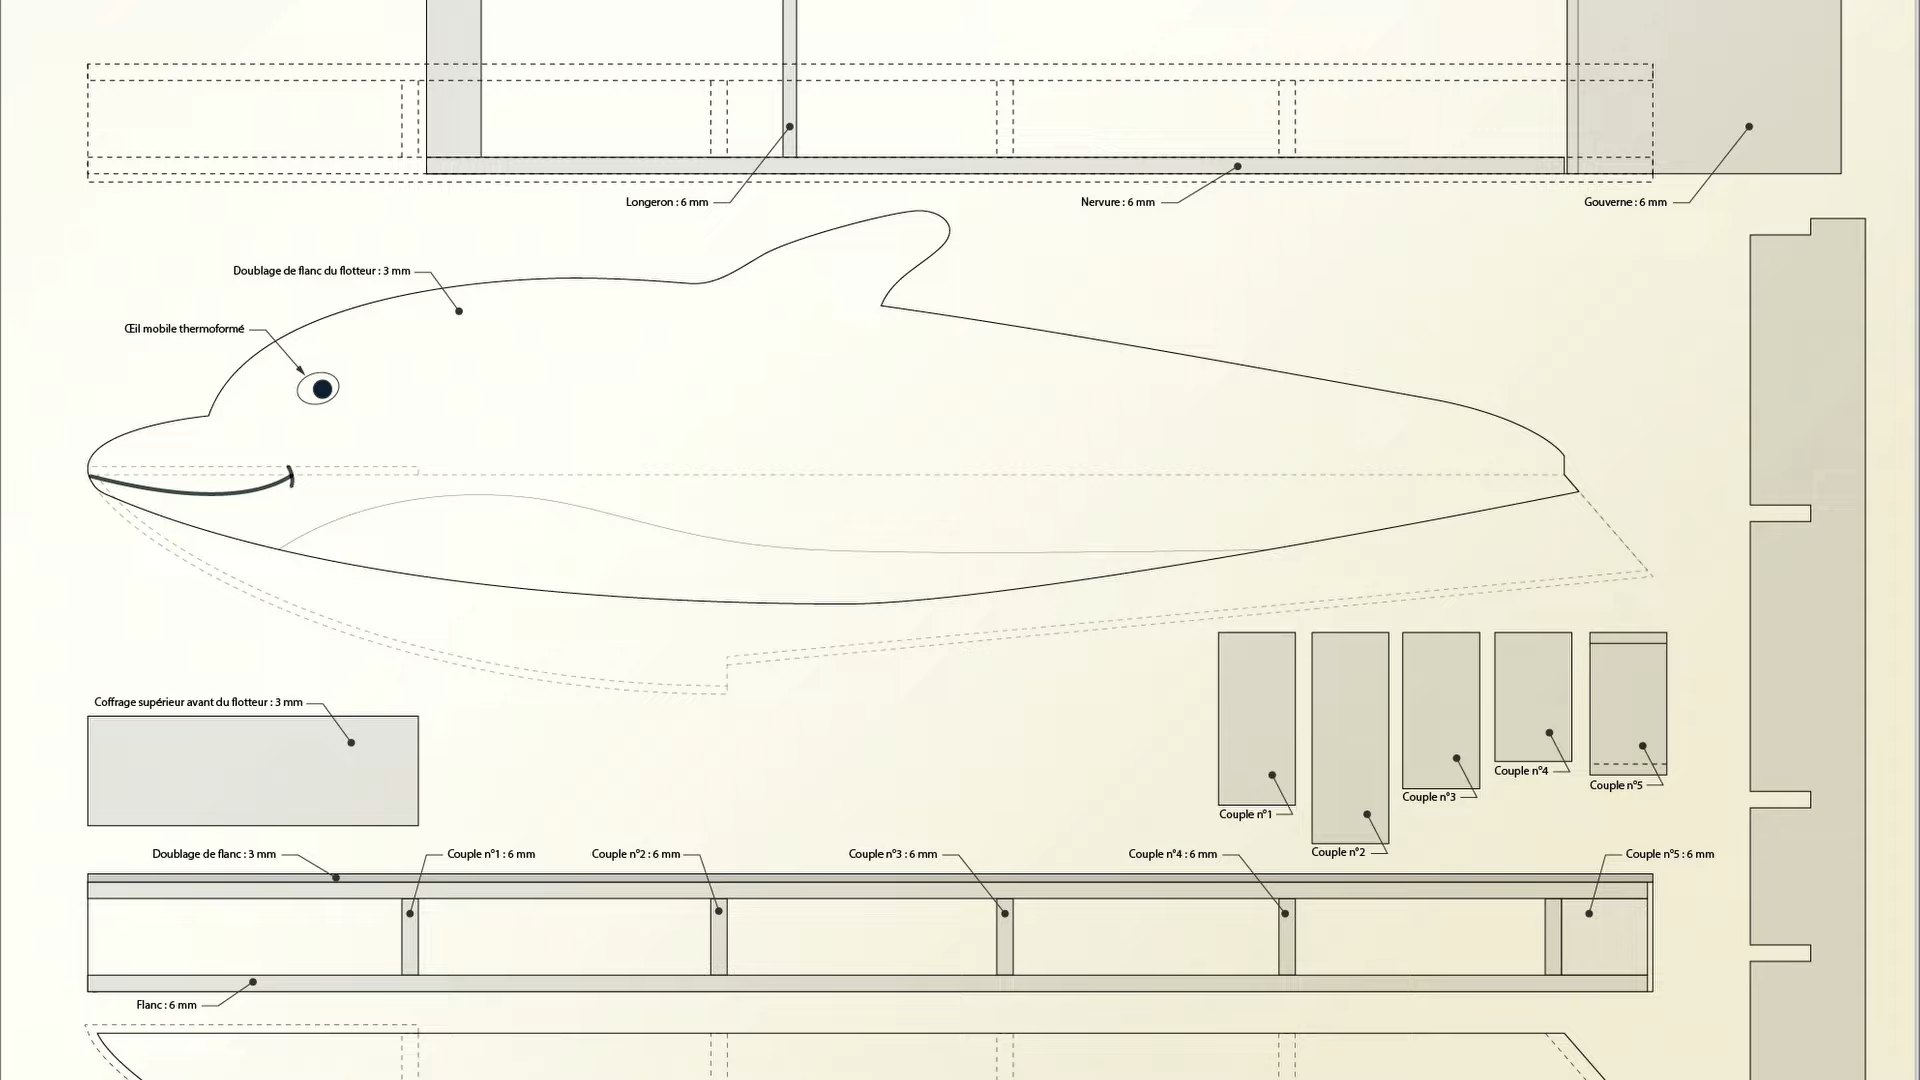 Longeron : 6 mm
Nervure : 6 mm
Gouverne : 6 mm
Doublage de flanc du flotteur : 3 mm
Œil mobile thermoformé
Coffrage supérieur avant du flotteur : 3 mm
Couple n°1
Couple n°2
Couple n°3
Couple n°4
Couple n°5
Doublage de flanc : 3 mm
Couple n°1 : 6 mm
Couple n°2 : 6 mm
Couple n°3 : 6 mm
Couple n°4 : 6 mm
Couple n°5 : 6 mm
Flanc : 6 mm